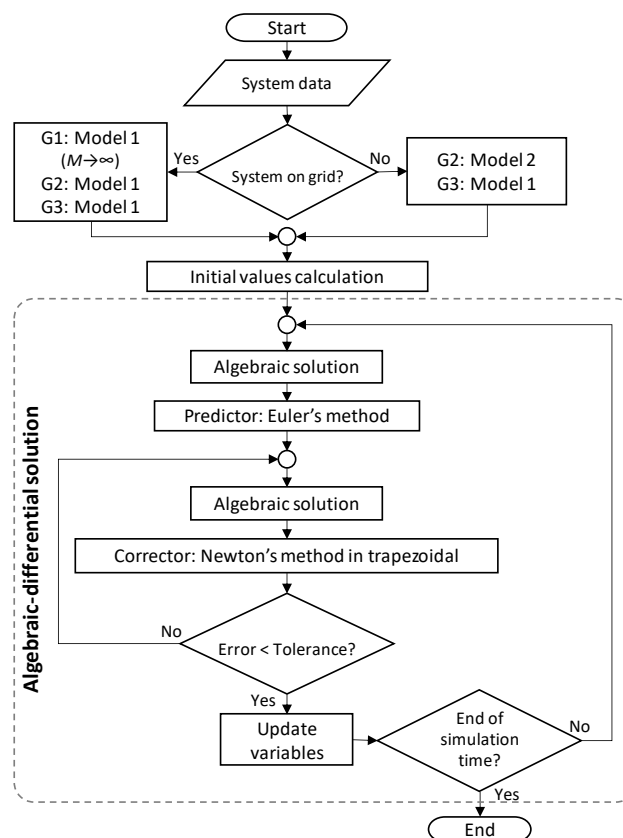 Start
System data
System on grid?
Yes
No
G1: Model 1
(M→∞)
G2: Model 1
G3: Model 1
G2: Model 2
G3: Model 1
Initial values calculation
Algebraic-differential solution
Algebraic solution
Predictor: Euler's method
Algebraic solution
Corrector: Newton's method in trapezoidal
Error < Tolerance?
No
Yes
Update
variables
End of
simulation
time?
No
Yes
End